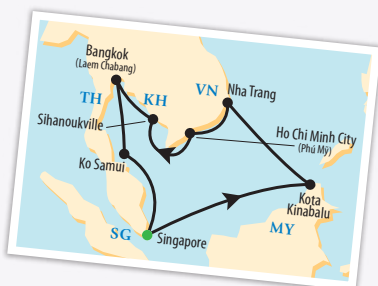 Bangkok
(Laem Chabang)
TH
KH
VN
Nha Trang
Sihanoukville
Ho Chi Minh City
(Phú Mỹ)
Ko Samui
Kota
Kinabalu
SG
Singapore
MY